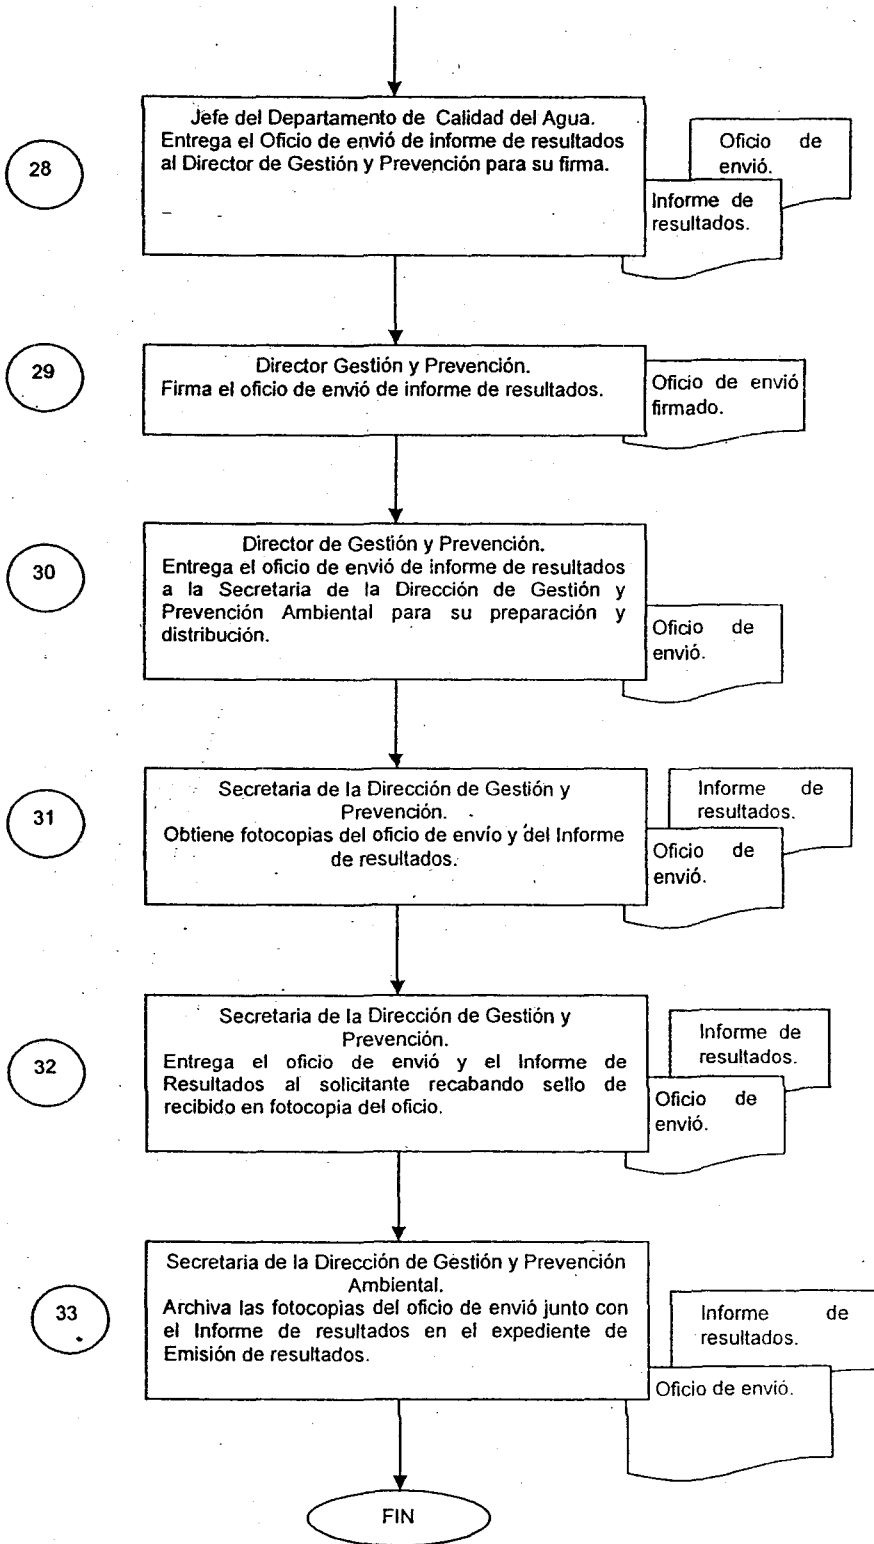 28
Jefe del Departamento de Calidad del Agua.
Entrega el Oficio de envió de informe de resultados
al Director de Gestión y Prevención para su firma.
Oficio de
envió.
Informe de
resultados.
29
Director Gestión y Prevención.
Firma el oficio de envió de informe de resultados.
Oficio de envió
firmado.
30
Director de Gestión y Prevención.
Entrega el oficio de envió de informe de resultados
a la Secretaria de la Dirección de Gestión y
Prevención Ambiental para su preparación y
distribución.
Oficio de
envió.
31
Secretaria de la Dirección de Gestión y
Prevención.
Obtiene fotocopias del oficio de envío y del Informe
de resultados.
Informe de
resultados.
Oficio de
envió.
32
Secretaria de la Dirección de Gestión y
Prevención.
Entrega el oficio de envió y el Informe de
Resultados al solicitante recabando sello de
recibido en fotocopia del oficio.
Informe de
resultados.
Oficio de
envió.
33
Secretaria de la Dirección de Gestión y Prevención
Ambiental.
Archiva las fotocopias del oficio de envió junto con
el Informe de resultados en el expediente de
Emisión de resultados.
Informe de
resultados.
Oficio de envió.
FIN